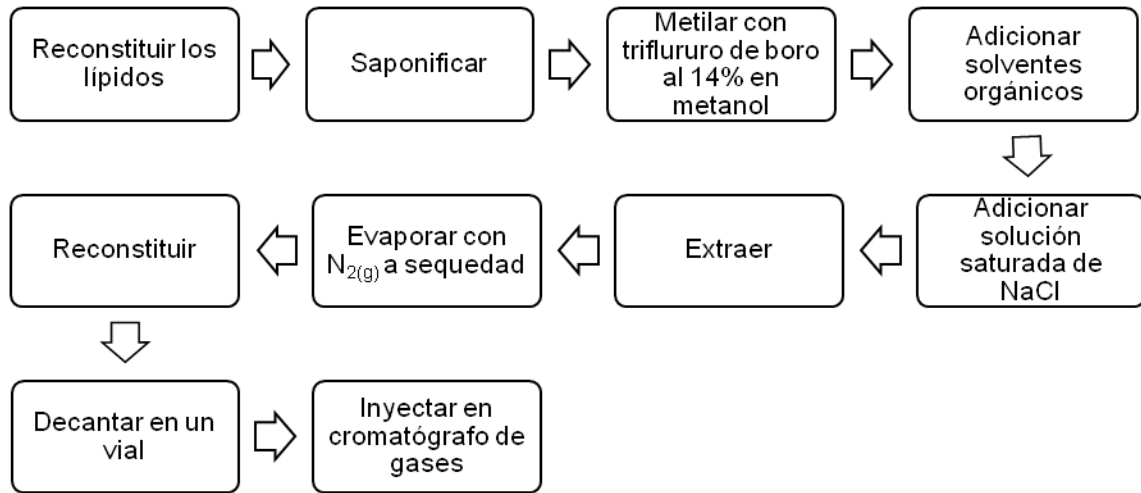 Reconstituir los
lípidos
Saponificar
Metilar con
triflururo de boro
al 14% en
metanol
Adicionar
solventes
orgánicos
Adicionar
solución
saturada de
NaCl
Extraer
Evaporar con
N2(g) a sequedad
Reconstituir
Decantar en un
vial
Inyectar en
cromatógrafo de
gases